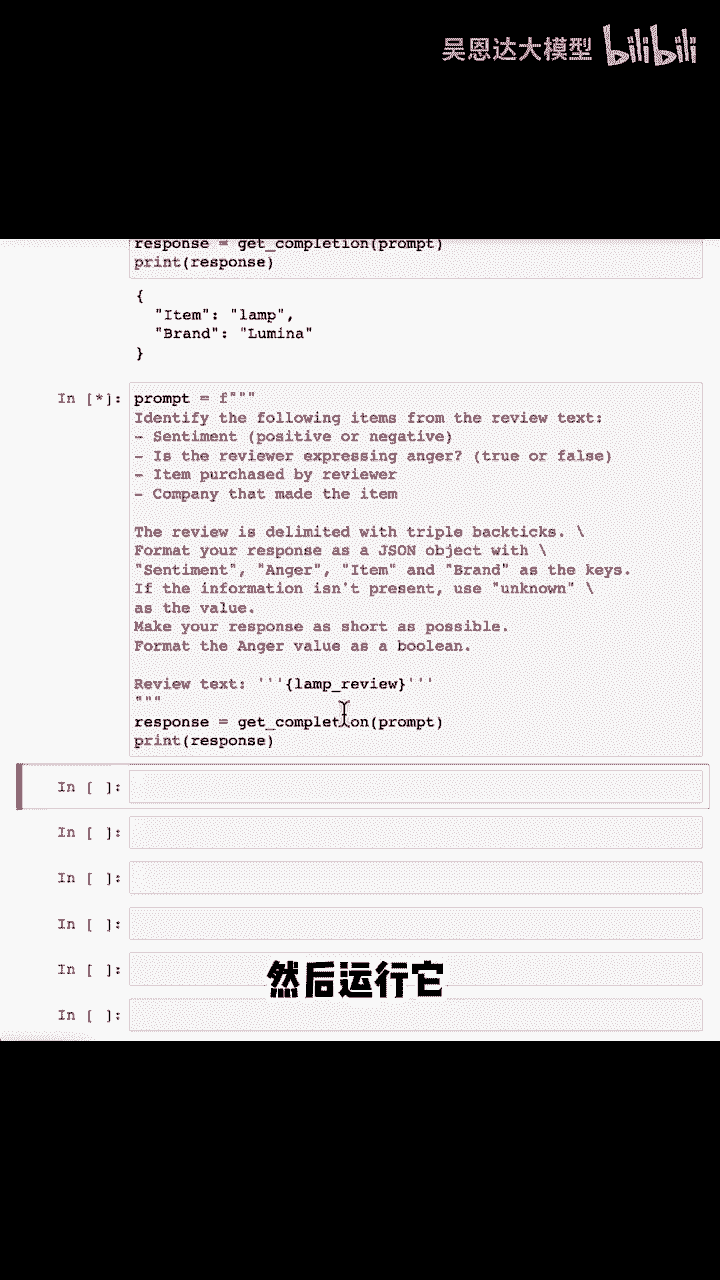 吴恩达大模型 bilibili
response = get_completion(prompt)
print(response)
{
  "Item": "lamp",
  "Brand": "Lumina"
}
In [*]: prompt = f"""
Identify the following items from the review text:
- Sentiment (positive or negative)
- Is the reviewer expressing anger? (true or false)
- Item purchased by reviewer
- Company that made the item
The review is delimited with triple backticks. \
Format your response as a JSON object with \
"Sentiment", "Anger", "Item" and "Brand" as the keys.
If the information isn't present, use "unknown" \
as the value.
Make your response as short as possible.
Format the Anger value as a boolean.
Review text: '''{lamp_review}'''
"""
response = get_completion(prompt)
print(response)
In [ ]:
In [ ]:
In [ ]:
In [ ]:
In [ ]:
然后运行它
In [ ]: